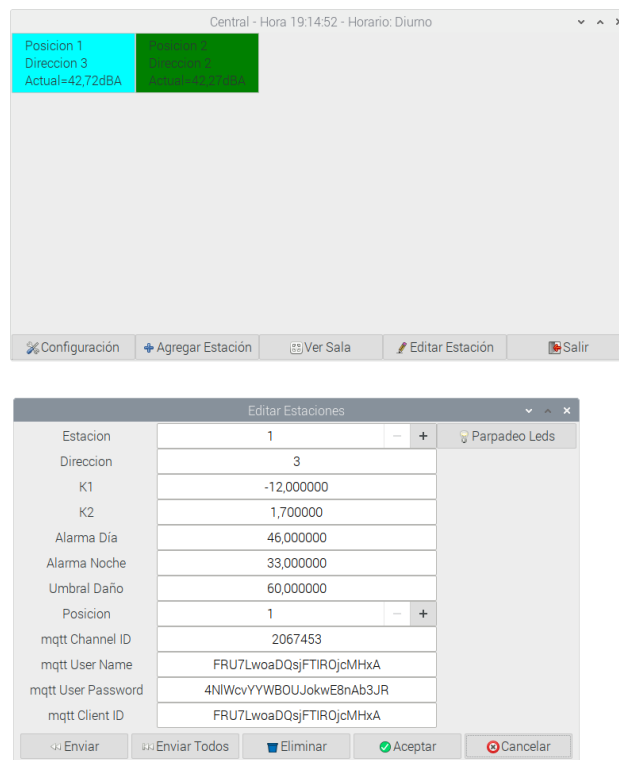 Central - Hora 19:14:52 - Horario: Diurno
Posicion 1
Direccion 3
Actual=42,72dBA
Posicion 2
Direccion 2
Actual=42,27dBA
Configuración
Agregar Estación
Ver Sala
Editar Estación
Salir
Editar Estaciones
Estacion 1 − +
Parpadeo Leds
Direccion 3
K1 -12,000000
K2 1,700000
Alarma Día 46,000000
Alarma Noche 33,000000
Umbral Daño 60,000000
Posicion 1 − +
mqtt Channel ID 2067453
mqtt User Name FRU7LwoaDQsjFTIROjcMHxA
mqtt User Password 4NlWcvYYWBOUJokwE8nAb3JR
mqtt Client ID FRU7LwoaDQsjFTIROjcMHxA
Enviar
Enviar Todos
Eliminar
Aceptar
Cancelar